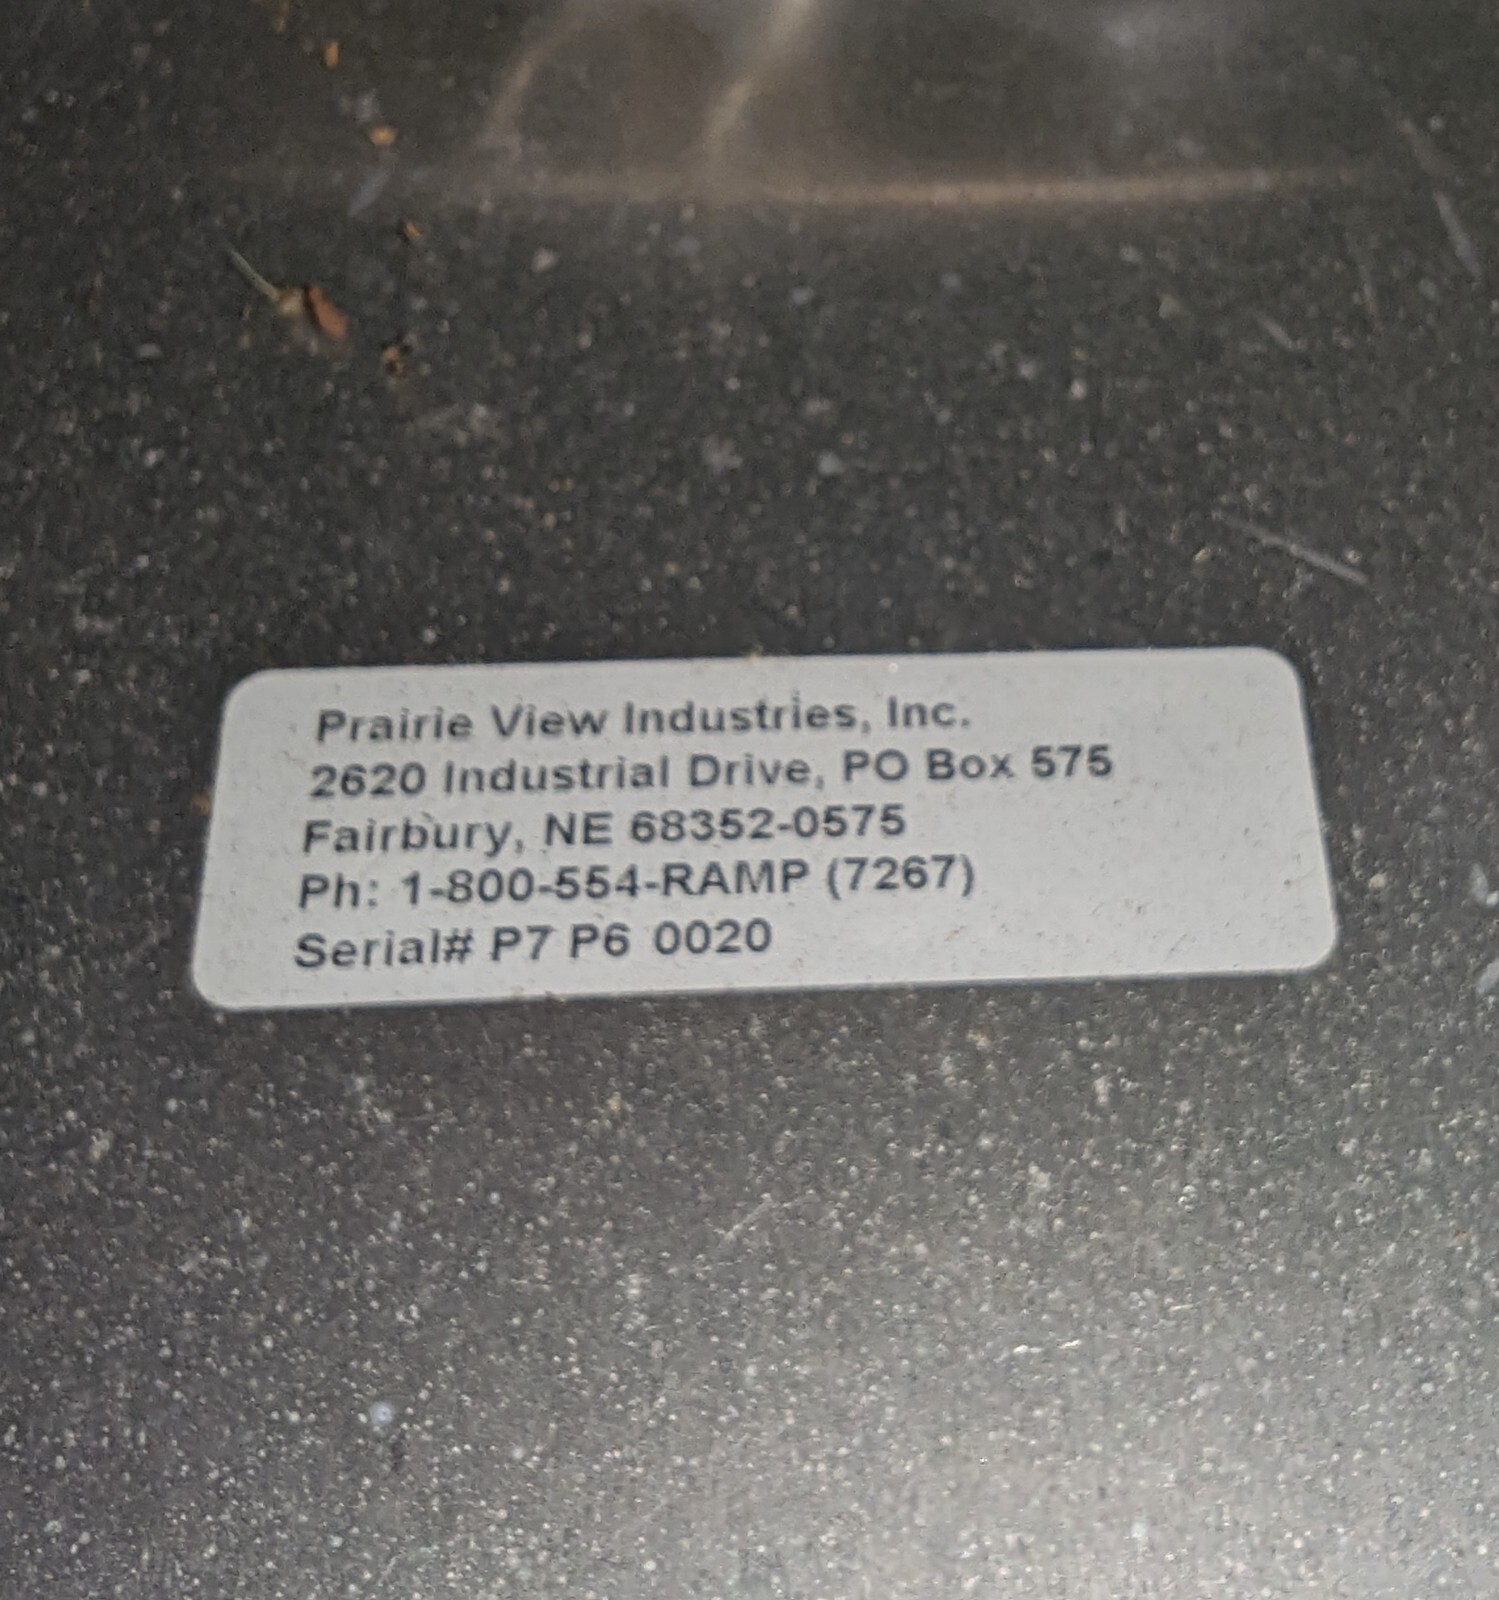 Prairie View Industries, Inc.
2620 Industrial Drive, PO Box 575
Fairbury, NE 68352-0575
Ph: 1-800-554-RAMP (7267)
Serial# P7 P6 0020